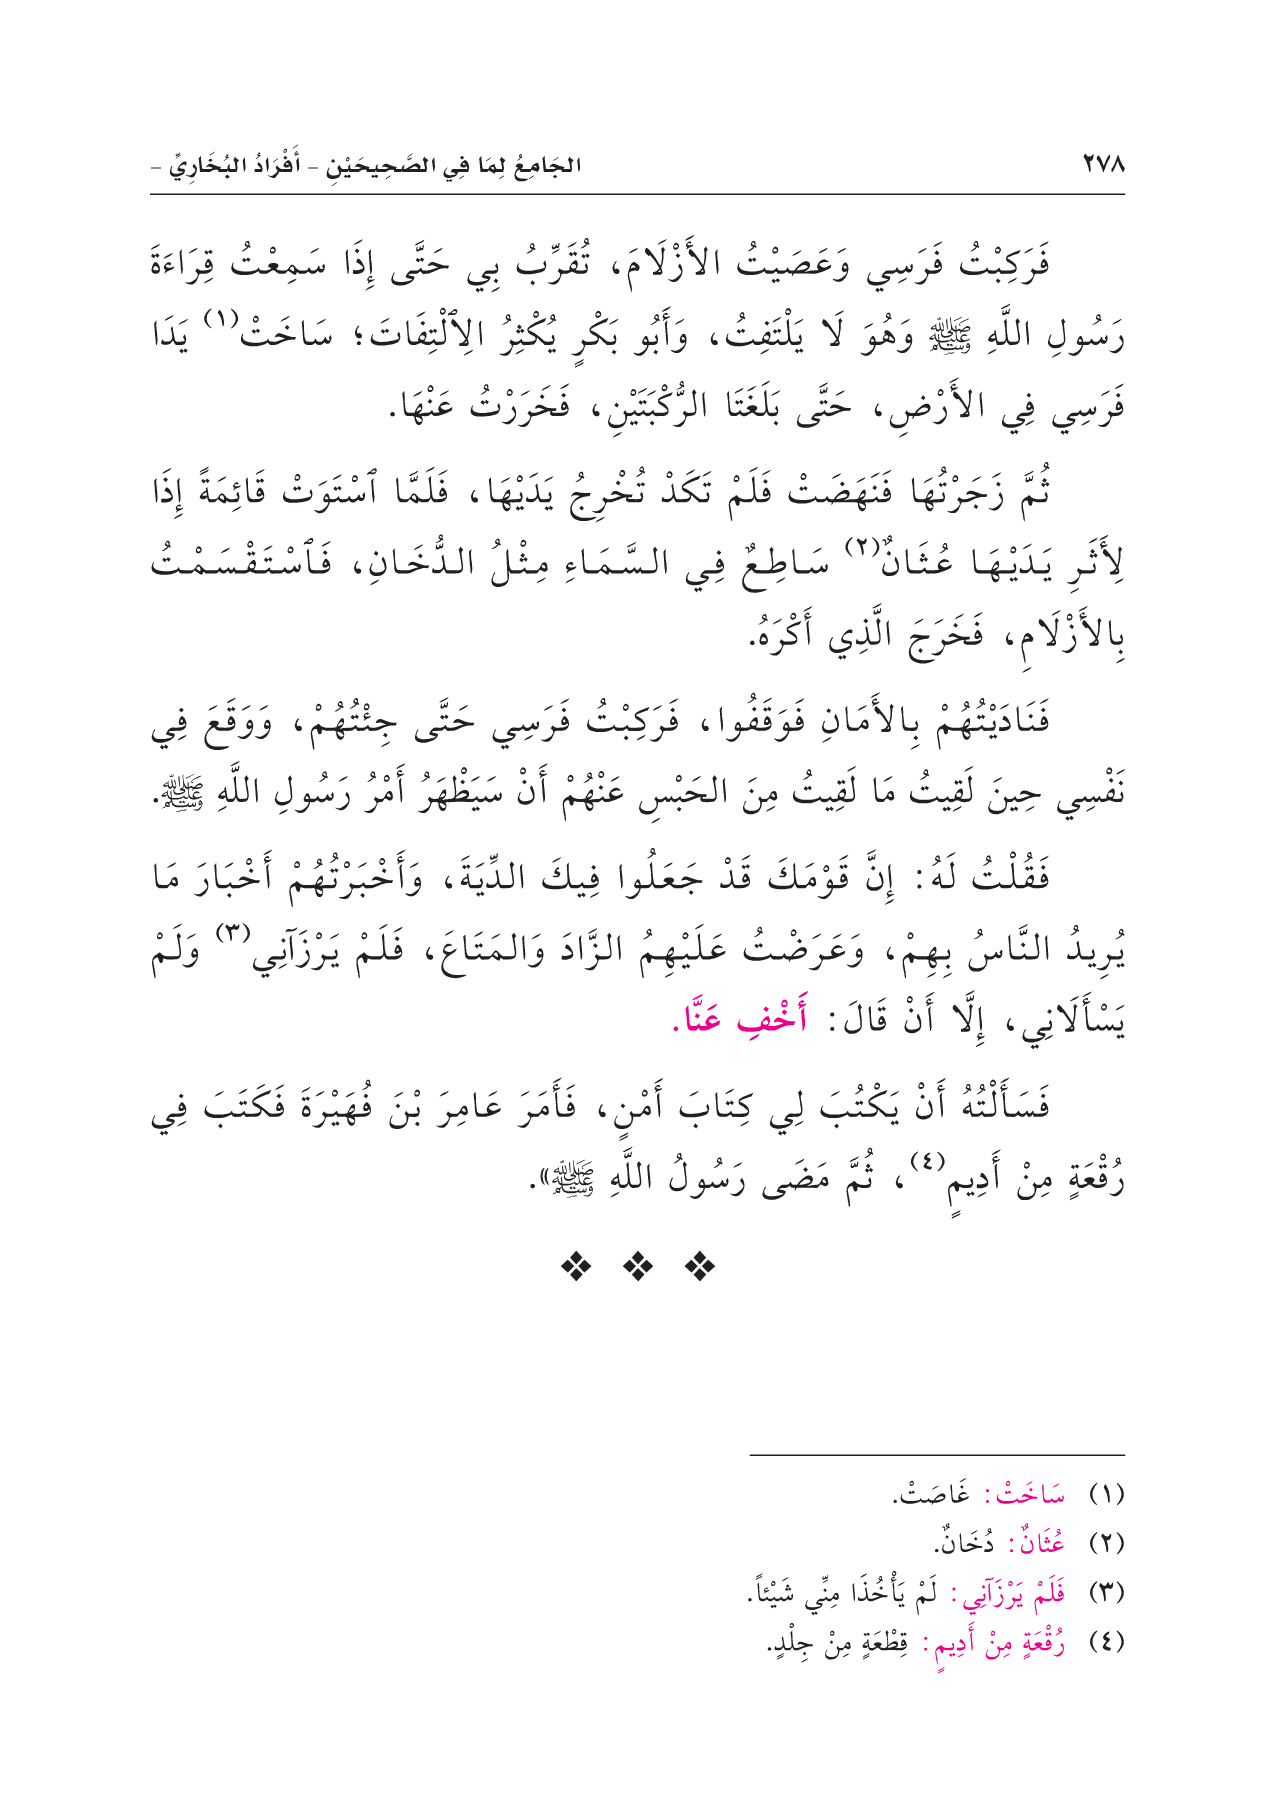 ٢٧٨
الجَامِعُ لِمَا فِي الصَّحِيحَيْنِ - أَفْرَادُ البُخَارِيِّ -
فَرَكِبْتُ فَرَسِي وَعَصَيْتُ الأَزْلَامَ، تُقَرِّبُ بِي حَتَّى إِذَا سَمِعْتُ قِرَاءَةَ
رَسُولِ اللَّهِ ﷺ وَهُوَ لَا يَلْتَفِتُ، وَأَبُو بَكْرٍ يُكْثِرُ الِٱلْتِفَاتَ؛ سَاخَتْ(١) يَدَا
فَرَسِي فِي الأَرْضِ، حَتَّى بَلَغَتَا الرُّكْبَتَيْنِ، فَخَرَرْتُ عَنْهَا.
ثُمَّ زَجَرْتُهَا فَنَهَضَتْ فَلَمْ تَكَدْ تُخْرِجُ يَدَيْهَا، فَلَمَّا ٱسْتَوَتْ قَائِمَةً إِذَا
لِأَثَرِ يَدَيْهَا عُثَانٌ(٢) سَاطِعٌ فِي السَّمَاءِ مِثْلُ الدُّخَانِ، فَٱسْتَقْسَمْتُ
بِالأَزْلَامِ، فَخَرَجَ الَّذِي أَكْرَهُ.
فَنَادَيْتُهُمْ بِالأَمَانِ فَوَقَفُوا، فَرَكِبْتُ فَرَسِي حَتَّى جِئْتُهُمْ، وَوَقَعَ فِي
نَفْسِي حِينَ لَقِيتُ مَا لَقِيتُ مِنَ الحَبْسِ عَنْهُمْ أَنْ سَيَظْهَرُ أَمْرُ رَسُولِ اللَّهِ ﷺ.
فَقُلْتُ لَهُ: إِنَّ قَوْمَكَ قَدْ جَعَلُوا فِيكَ الدِّيَةَ، وَأَخْبَرْتُهُمْ أَخْبَارَ مَا
يُرِيدُ النَّاسُ بِهِمْ، وَعَرَضْتُ عَلَيْهِمُ الزَّادَ وَالمَتَاعَ، فَلَمْ يَرْزَآنِي(٣) وَلَمْ
يَسْأَلَانِي، إِلَّا أَنْ قَالَ: أَخْفِ عَنَّا.
فَسَأَلْتُهُ أَنْ يَكْتُبَ لِي كِتَابَ أَمْنٍ، فَأَمَرَ عَامِرَ بْنَ فُهَيْرَةَ فَكَتَبَ فِي
رُقْعَةٍ مِنْ أَدِيمٍ(٤)، ثُمَّ مَضَى رَسُولُ اللَّهِ ﷺ».
(١) سَاخَتْ: غَاصَتْ.
(٢) عُثَانٌ: دُخَانٌ.
(٣) فَلَمْ يَرْزَآنِي: لَمْ يَأْخُذَا مِنِّي شَيْئاً.
(٤) رُقْعَةٍ مِنْ أَدِيمٍ: قِطْعَةٍ مِنْ جِلْدٍ.